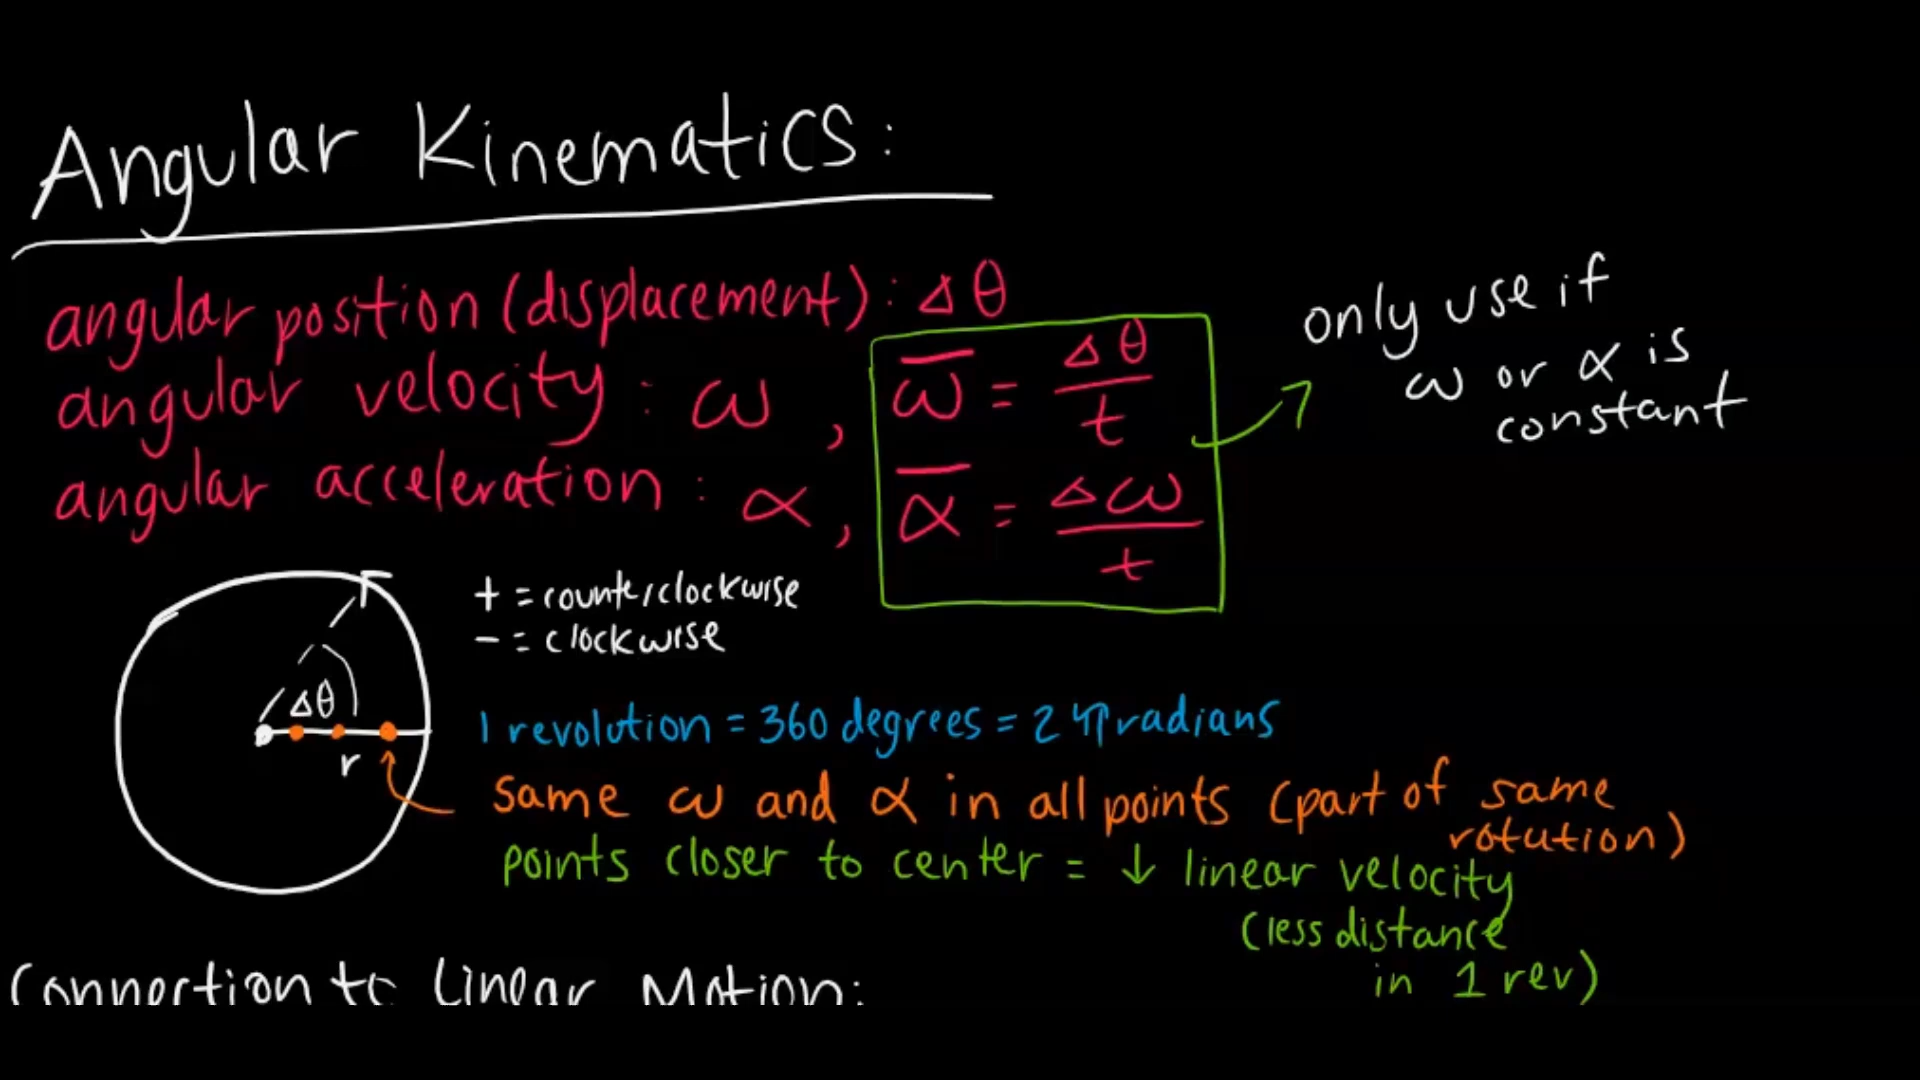 Angular Kinematics:
angular position (displacement): Δθ
angular velocity: ω, ω̅ = Δθ/t
angular acceleration: α, α̅ = Δω/t
only use if
ω or α is
constant
+ = counterclockwise
- = clockwise
Δθ
r
1 revolution = 360 degrees = 2π radians
same ω and α in all points (part of same
rotution)
points closer to center = ↓ linear velocity
(less distance
in 1 rev)
Connection to Linear Motion: